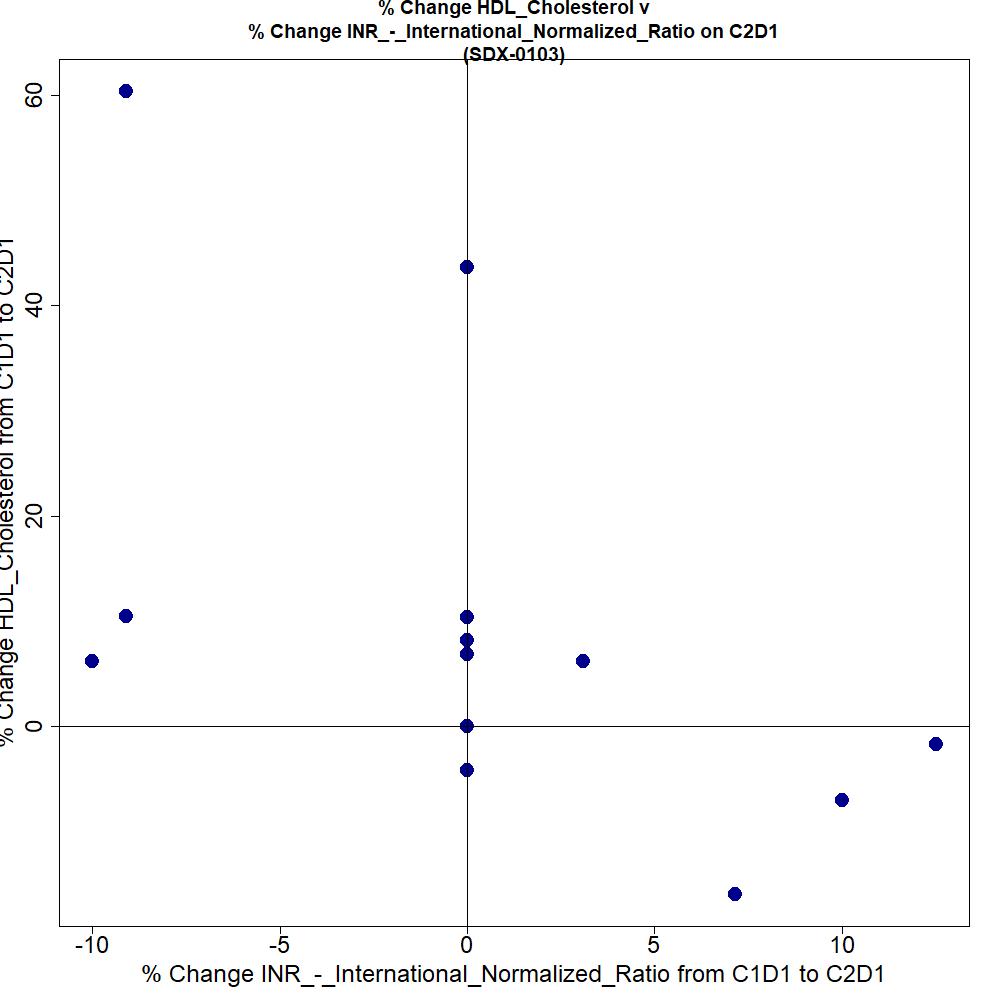 % Change HDL_Cholesterol v
% Change INR_-_International_Normalized_Ratio on C2D1
(SDX-0103)
% Change HDL_Cholesterol from C1D1 to C2D1
60
40
20
0
-10
-5
0
5
10
% Change INR_-_International_Normalized_Ratio from C1D1 to C2D1